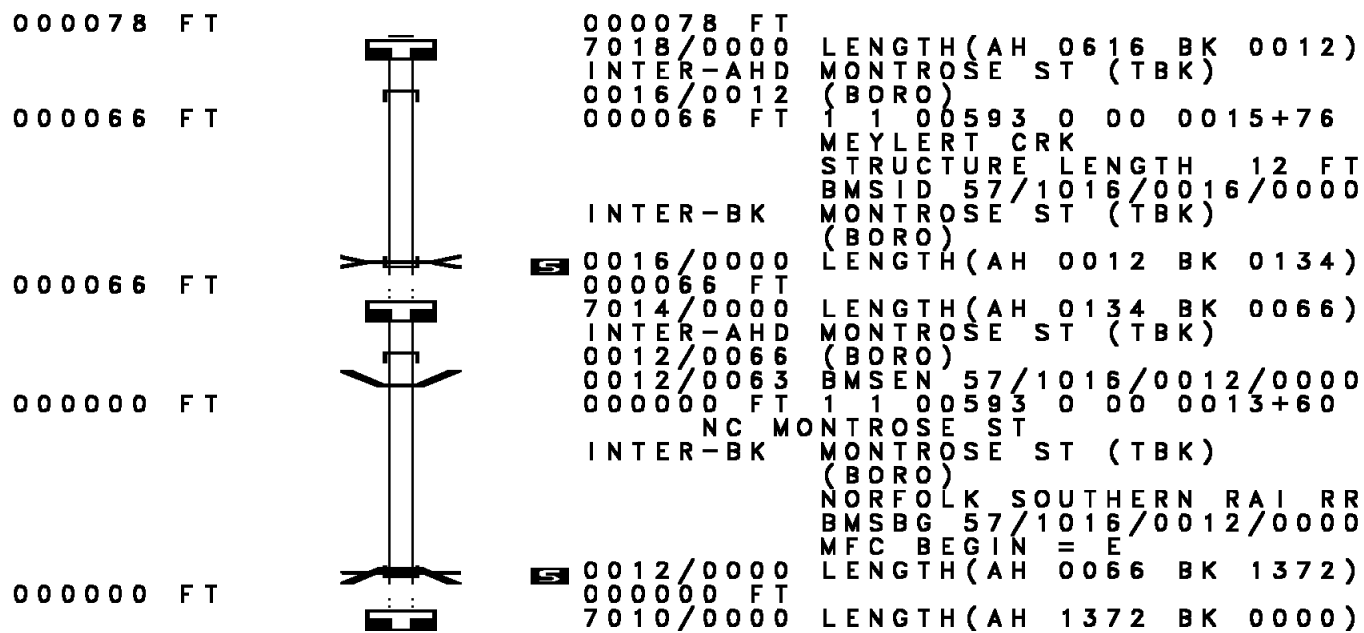 000078 FT 000078 FT
7018/0000 LENGTH(AH 0616 BK 0012)
INTER-AHD MONTROSE ST (TBK)
0016/0012 (BORO)
000066 FT 000066 FT 1 1 00593 0 00 0015+76
MEYLERT CRK
STRUCTURE LENGTH 12 FT
BMSID 57/1016/0016/0000
INTER-BK MONTROSE ST (TBK)
(BORO)
S 0016/0000 LENGTH(AH 0012 BK 0134)
000066 FT 000066 FT
7014/0000 LENGTH(AH 0134 BK 0066)
INTER-AHD MONTROSE ST (TBK)
0012/0066 (BORO)
0012/0063 BMSEN 57/1016/0012/0000
000000 FT 000000 FT 1 1 00593 0 00 0013+60
NC MONTROSE ST
INTER-BK MONTROSE ST (TBK)
(BORO)
NORFOLK SOUTHERN RAI RR
BMSBG 57/1016/0012/0000
MFC BEGIN = E
S 0012/0000 LENGTH(AH 0066 BK 1372)
000000 FT 000000 FT
7010/0000 LENGTH(AH 1372 BK 0000)